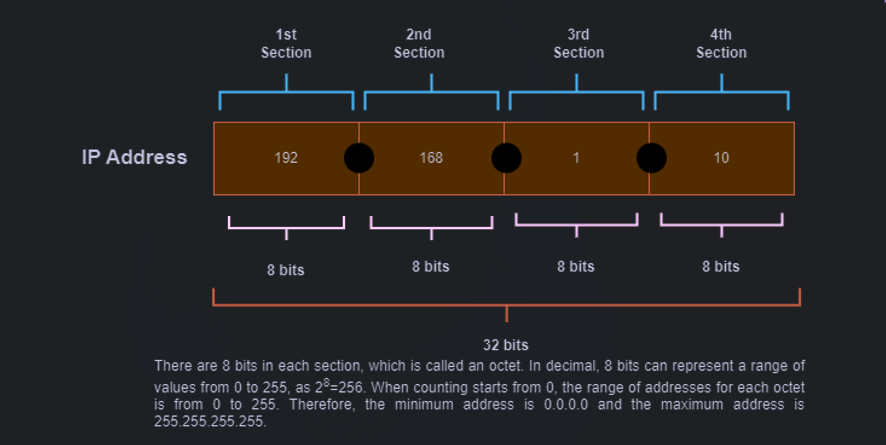 1st
Section
2nd
Section
3rd
Section
4th
Section
IP Address
192
168
1
10
8 bits
8 bits
8 bits
8 bits
32 bits
There are 8 bits in each section, which is called an octet. In decimal, 8 bits can represent a range of
values from 0 to 255, as 2⁸=256. When counting starts from 0, the range of addresses for each octet
is from 0 to 255. Therefore, the minimum address is 0.0.0.0 and the maximum address is
255.255.255.255.